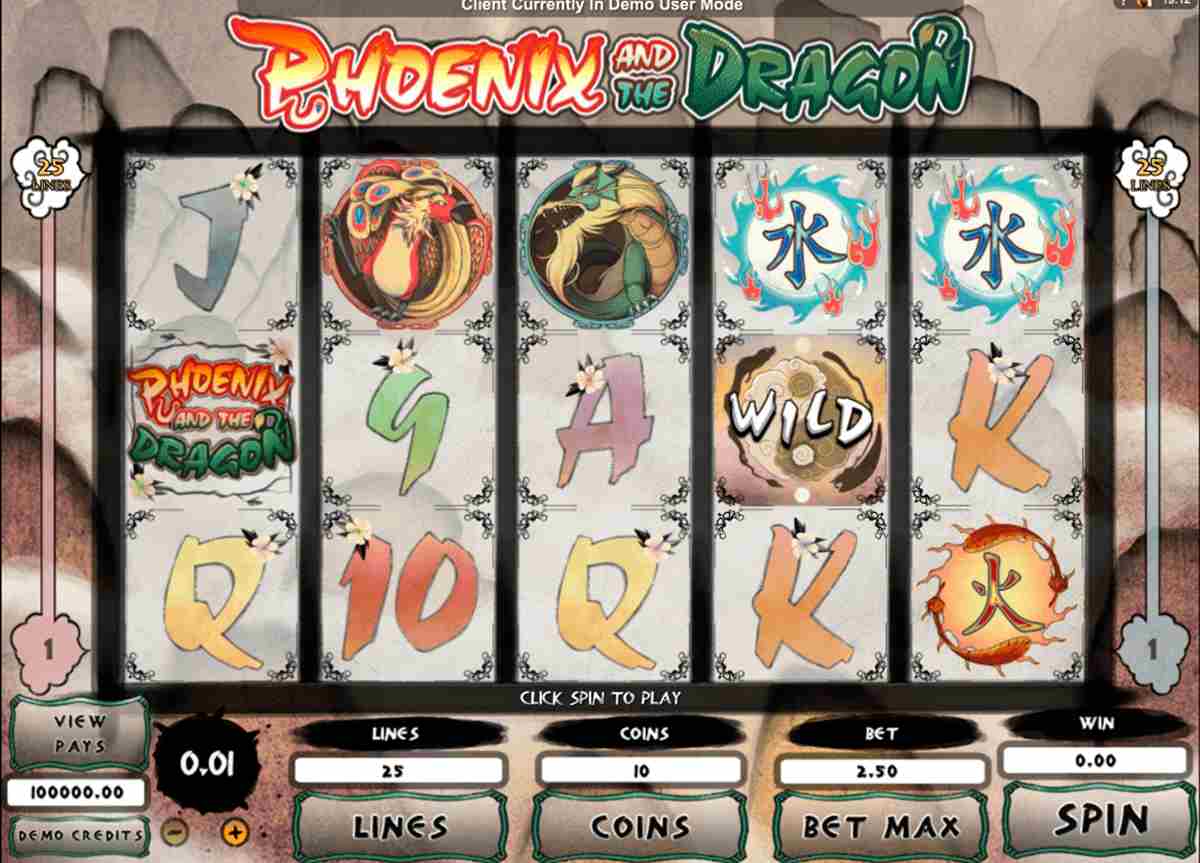 Client Currently In Demo User Mode
15:12
PHOENIX AND THE DRAGON
25 LINES
25 LINES
J
水
水
PHOENIX
AND THE
DRAGON
9
A
WILD
K
Q
10
Q
K
火
1
1
CLICK SPIN TO PLAY
VIEW
PAYS
0.01
LINES
COINS
BET
WIN
25
10
2.50
0.00
100000.00
DEMO CREDITS
-
+
LINES
COINS
BET MAX
SPIN